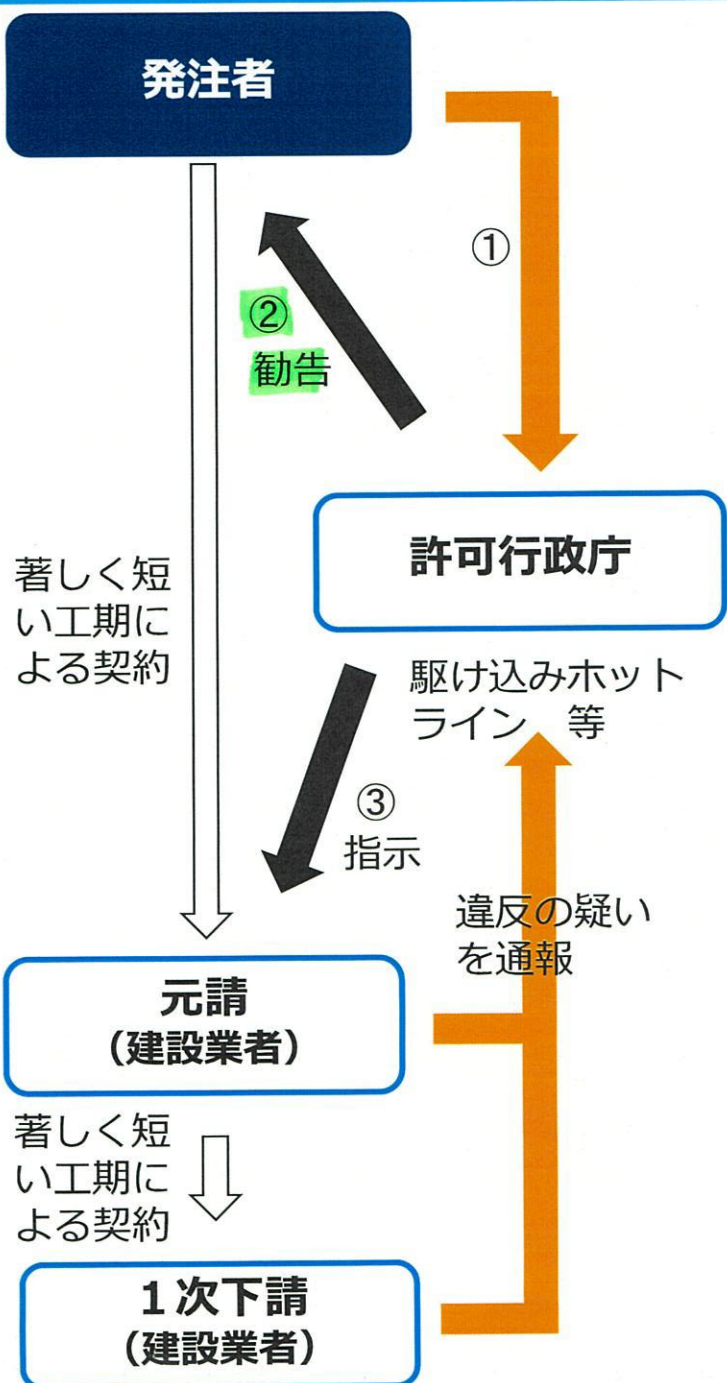 発注者
①
②
勧告
許可行政庁
著しく短
い工期に
よる契約
駆け込みホット
ライン　等
③
指示
違反の疑い
を通報
元請
（建設業者）
著しく短
い工期に
よる契約
１次下請
（建設業者）